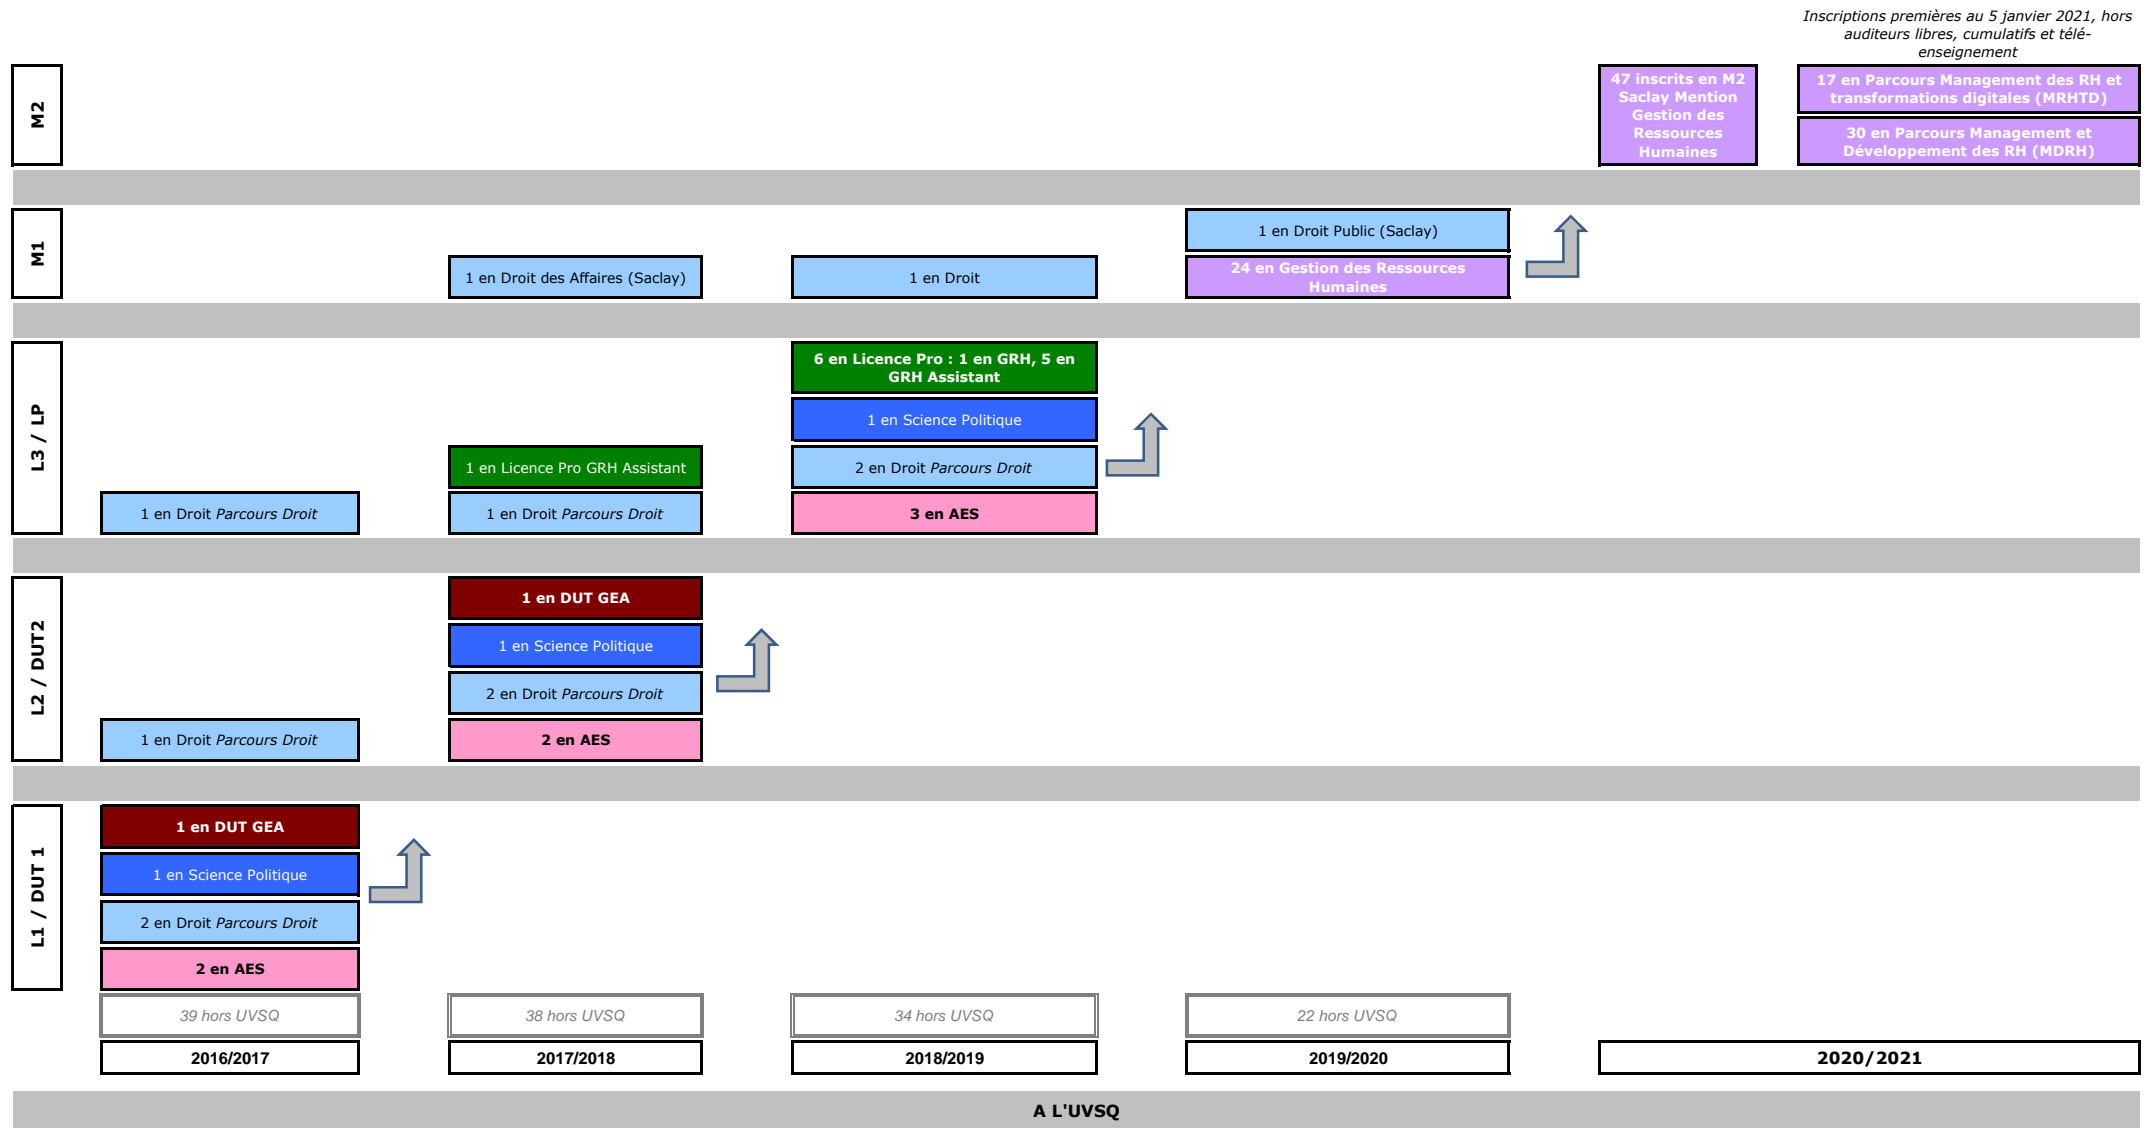 Inscriptions premières au 5 janvier 2021, hors
auditeurs libres, cumulatifs et télé-
enseignement
M2
47 inscrits en M2
Saclay Mention
Gestion des
Ressources
Humaines
17 en Parcours Management des RH et
transformations digitales (MRHTD)
30 en Parcours Management et
Développement des RH (MDRH)
M1
1 en Droit des Affaires (Saclay)
1 en Droit
1 en Droit Public (Saclay)
24 en Gestion des Ressources
Humaines
L3 / LP
1 en Droit Parcours Droit
1 en Licence Pro GRH Assistant
1 en Droit Parcours Droit
6 en Licence Pro : 1 en GRH, 5 en
GRH Assistant
1 en Science Politique
2 en Droit Parcours Droit
3 en AES
L2 / DUT2
1 en Droit Parcours Droit
1 en DUT GEA
1 en Science Politique
2 en Droit Parcours Droit
2 en AES
L1 / DUT 1
1 en DUT GEA
1 en Science Politique
2 en Droit Parcours Droit
2 en AES
39 hors UVSQ
38 hors UVSQ
34 hors UVSQ
22 hors UVSQ
2016/2017
2017/2018
2018/2019
2019/2020
2020/2021
A L'UVSQ